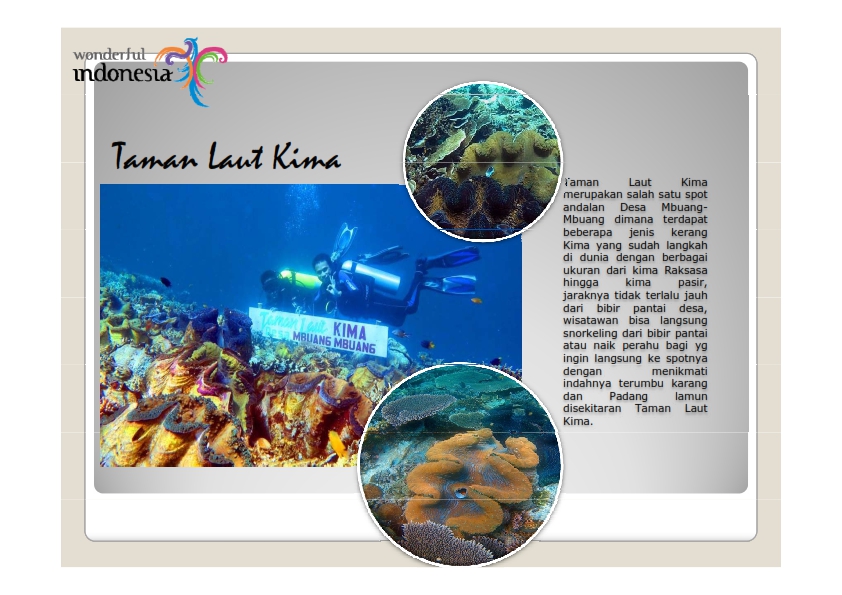 wonderful
indonesia
Taman Laut Kima
Taman Laut Kima
merupakan salah satu spot
andalan Desa Mbuang-
Mbuang dimana terdapat
beberapa jenis kerang
Kima yang sudah langkah
di dunia dengan berbagai
ukuran dari kima Raksasa
hingga kima pasir,
jaraknya tidak terlalu jauh
dari bibir pantai desa,
wisatawan bisa langsung
snorkeling dari bibir pantai
atau naik perahu bagi yg
ingin langsung ke spotnya
dengan menikmati
indahnya terumbu karang
dan Padang lamun
disekitaran Taman Laut
Kima.
Taman Laut KIMA
MBUANG MBUANG